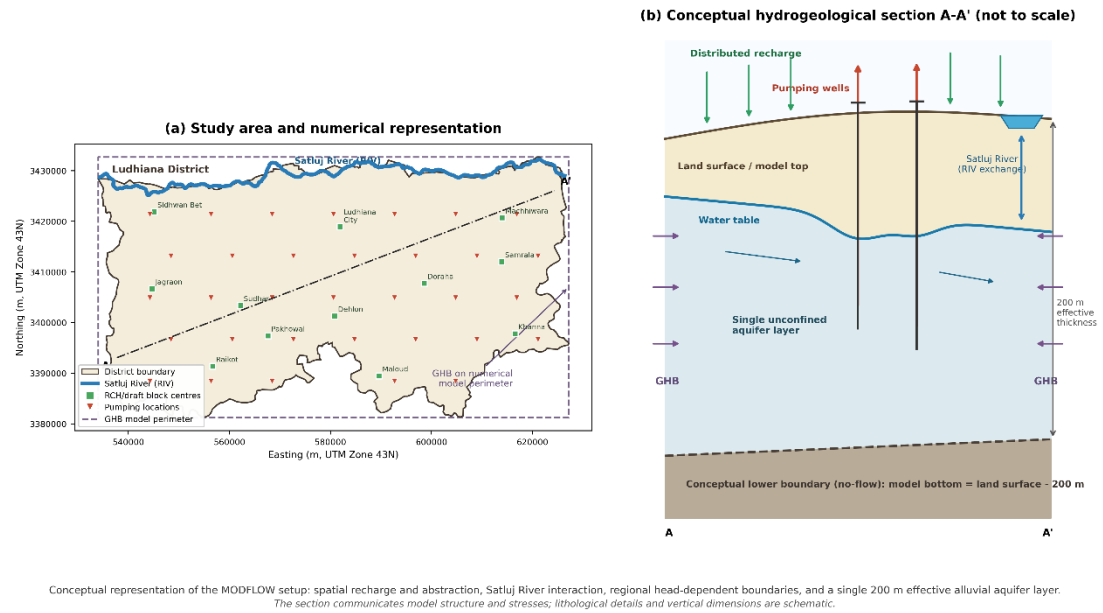 (b) Conceptual hydrogeological section A-A' (not to scale)
Distributed recharge
Pumping wells
Land surface / model top
Satluj River
(RIV exchange)
Water table
Single unconfined
aquifer layer
200 m
effective
thickness
GHB
GHB
Conceptual lower boundary (no-flow): model bottom = land surface - 200 m
A
A'
(a) Study area and numerical representation
Northing (m, UTM Zone 43N)
3430000
3420000
3410000
3400000
3390000
3380000
Ludhiana District
Satluj River (RIV)
A'
Sidhwan Bet
Ludhiana
City
Machhiwara
Samrala
Jagraon
Doraha
Sudhar
Dehlon
Pakhowal
Khanna
Raikot
Maloud
GHB on numerical
model perimeter
District boundary
Satluj River (RIV)
RCH/draft block centres
Pumping locations
GHB model perimeter
540000
560000
580000
600000
620000
Easting (m, UTM Zone 43N)
Conceptual representation of the MODFLOW setup: spatial recharge and abstraction, Satluj River interaction, regional head-dependent boundaries, and a single 200 m effective alluvial aquifer layer.
The section communicates model structure and stresses; lithological details and vertical dimensions are schematic.